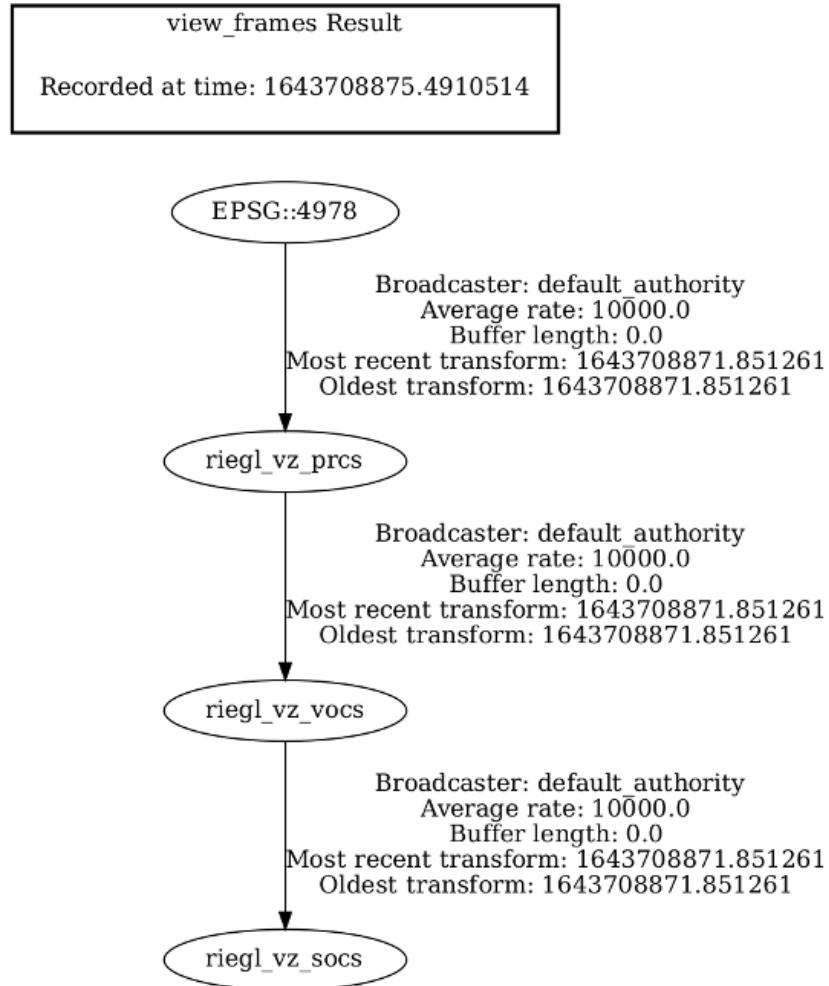 view_frames Result
Recorded at time: 1643708875.4910514
EPSG::4978
Broadcaster: default_authority
Average rate: 10000.0
Buffer length: 0.0
Most recent transform: 1643708871.851261
Oldest transform: 1643708871.851261
riegl_vz_prcs
Broadcaster: default_authority
Average rate: 10000.0
Buffer length: 0.0
Most recent transform: 1643708871.851261
Oldest transform: 1643708871.851261
riegl_vz_vocs
Broadcaster: default_authority
Average rate: 10000.0
Buffer length: 0.0
Most recent transform: 1643708871.851261
Oldest transform: 1643708871.851261
riegl_vz_socs